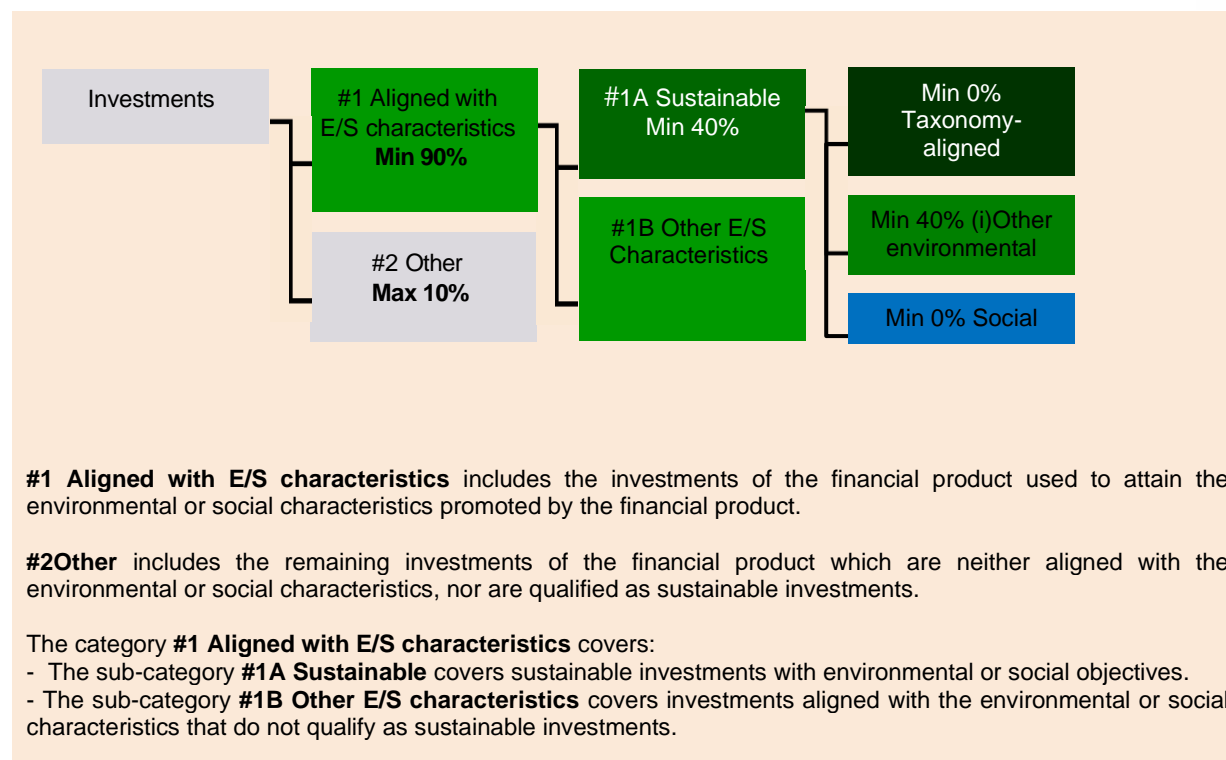 Investments
#1 Aligned with
E/S characteristics
Min 90%
#2 Other
Max 10%
#1A Sustainable
Min 40%
#1B Other E/S
Characteristics
Min 0%
Taxonomy-
aligned
Min 40% (i)Other
environmental
Min 0% Social
#1 Aligned with E/S characteristics includes the investments of the financial product used to attain the
environmental or social characteristics promoted by the financial product.
#2Other includes the remaining investments of the financial product which are neither aligned with the
environmental or social characteristics, nor are qualified as sustainable investments.
The category #1 Aligned with E/S characteristics covers:
- The sub-category #1A Sustainable covers sustainable investments with environmental or social objectives.
- The sub-category #1B Other E/S characteristics covers investments aligned with the environmental or social
characteristics that do not qualify as sustainable investments.